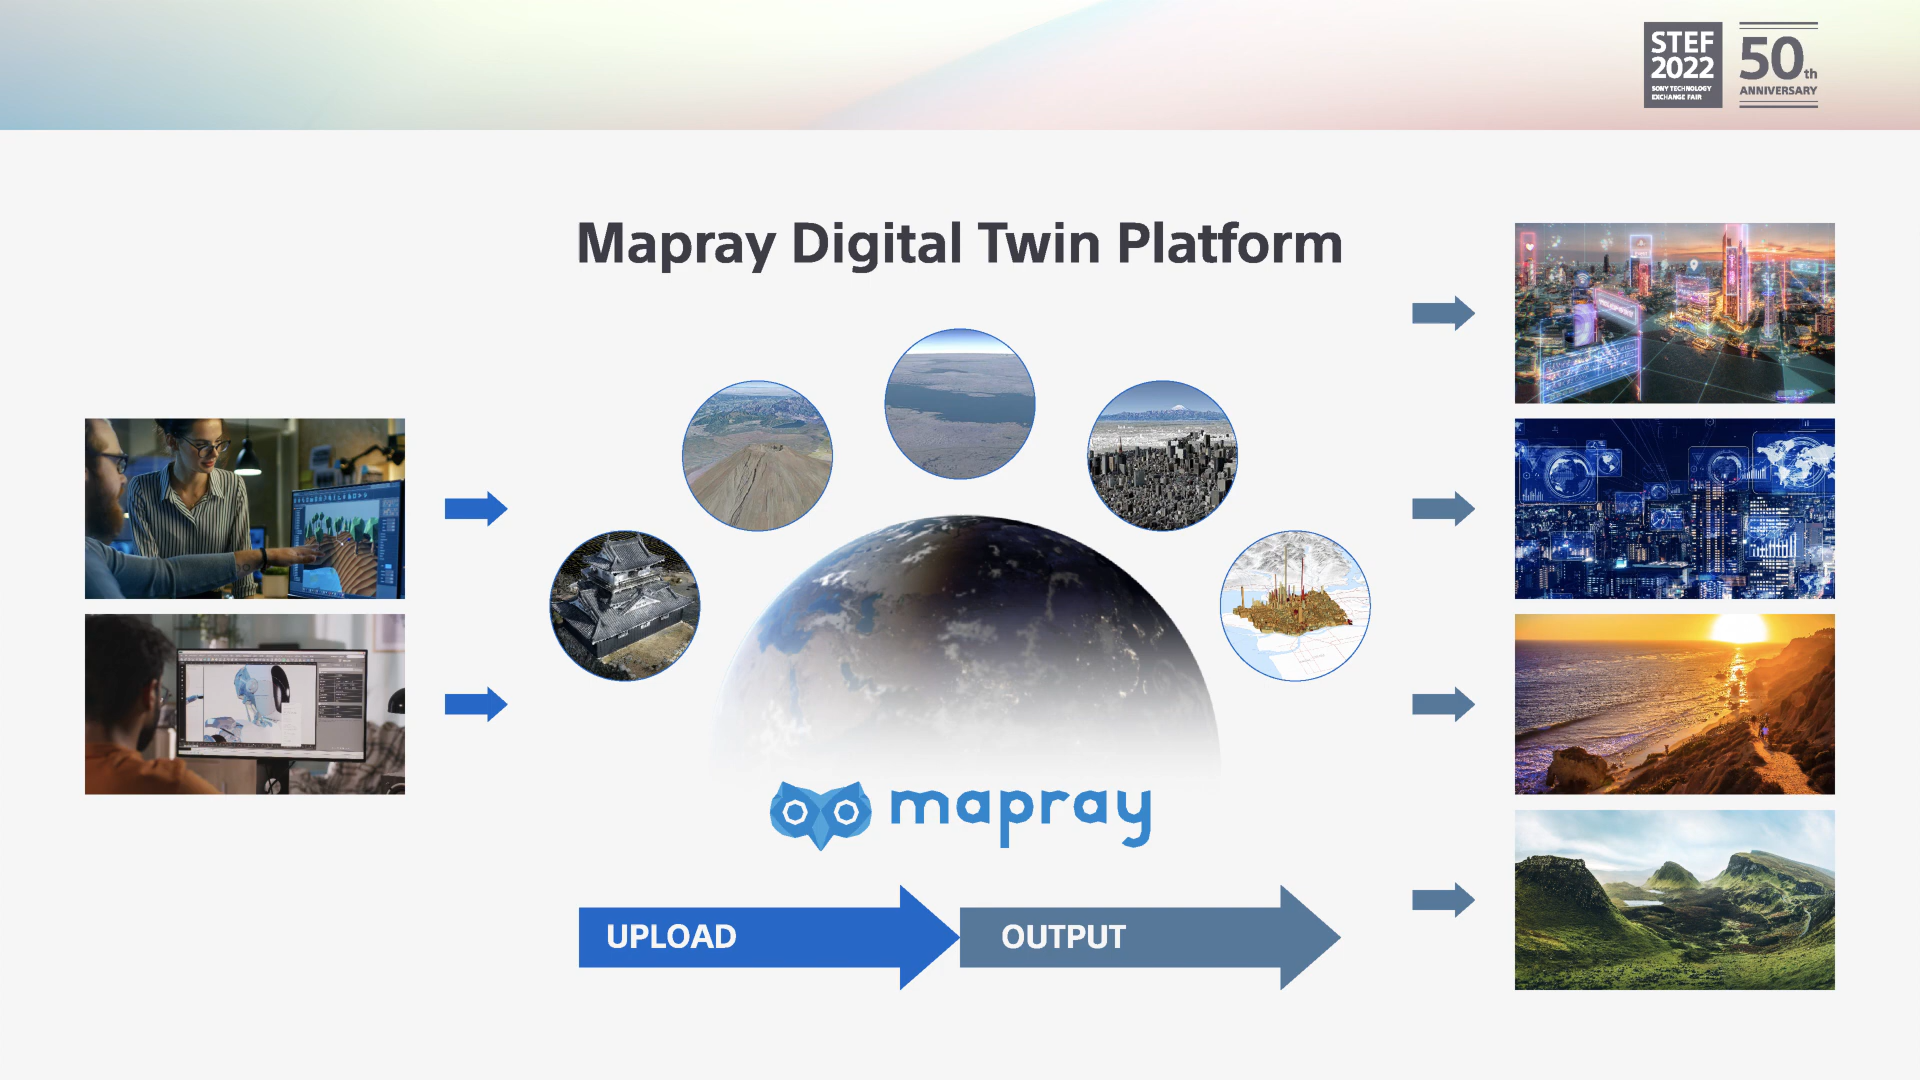 STEF
2022
SONY TECHNOLOGY
EXCHANGE FAIR
50th
ANNIVERSARY
Mapray Digital Twin Platform
mapray
UPLOAD
OUTPUT